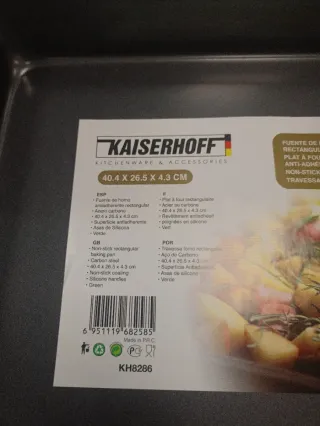 KAISERHOFF
KITCHENWARE & ACCESSORIES
40.4 X 26.5 X 4.3 CM
FUENTE DE
RECTANGU
PLAT À FOU
ANTI-ADHÉS
NON-STICK
TRAVESSA
ESP
- Fuente de horno
antiadherente rectangular
- Acero carbono
- 40.4 x 26.5 x 4.3 cm
- Superficie antiadherente
- Asas de Silicona
- Verde
F
- Plat à four rectangulaire
- Acier au carbone
- 40.4 x 26.5 x 4.3 cm
- Revêtement antiadhésif
- poignées en silicone
- Vert
GB
- Non-stick rectangular
baking pan
- Carbon steel
- 40.4 x 26.5 x 4.3 cm
- Non-stick coating
- Silicone handles
- Green
POR
- Travessa forno rectangular
- Aço de Carbono
- 40.4 x 26.5 x 4.3 cm
- Superfície Antiaderente
- Asas de silicone
- Verde
6 951119 682585
Made in P.R.C
KH8286